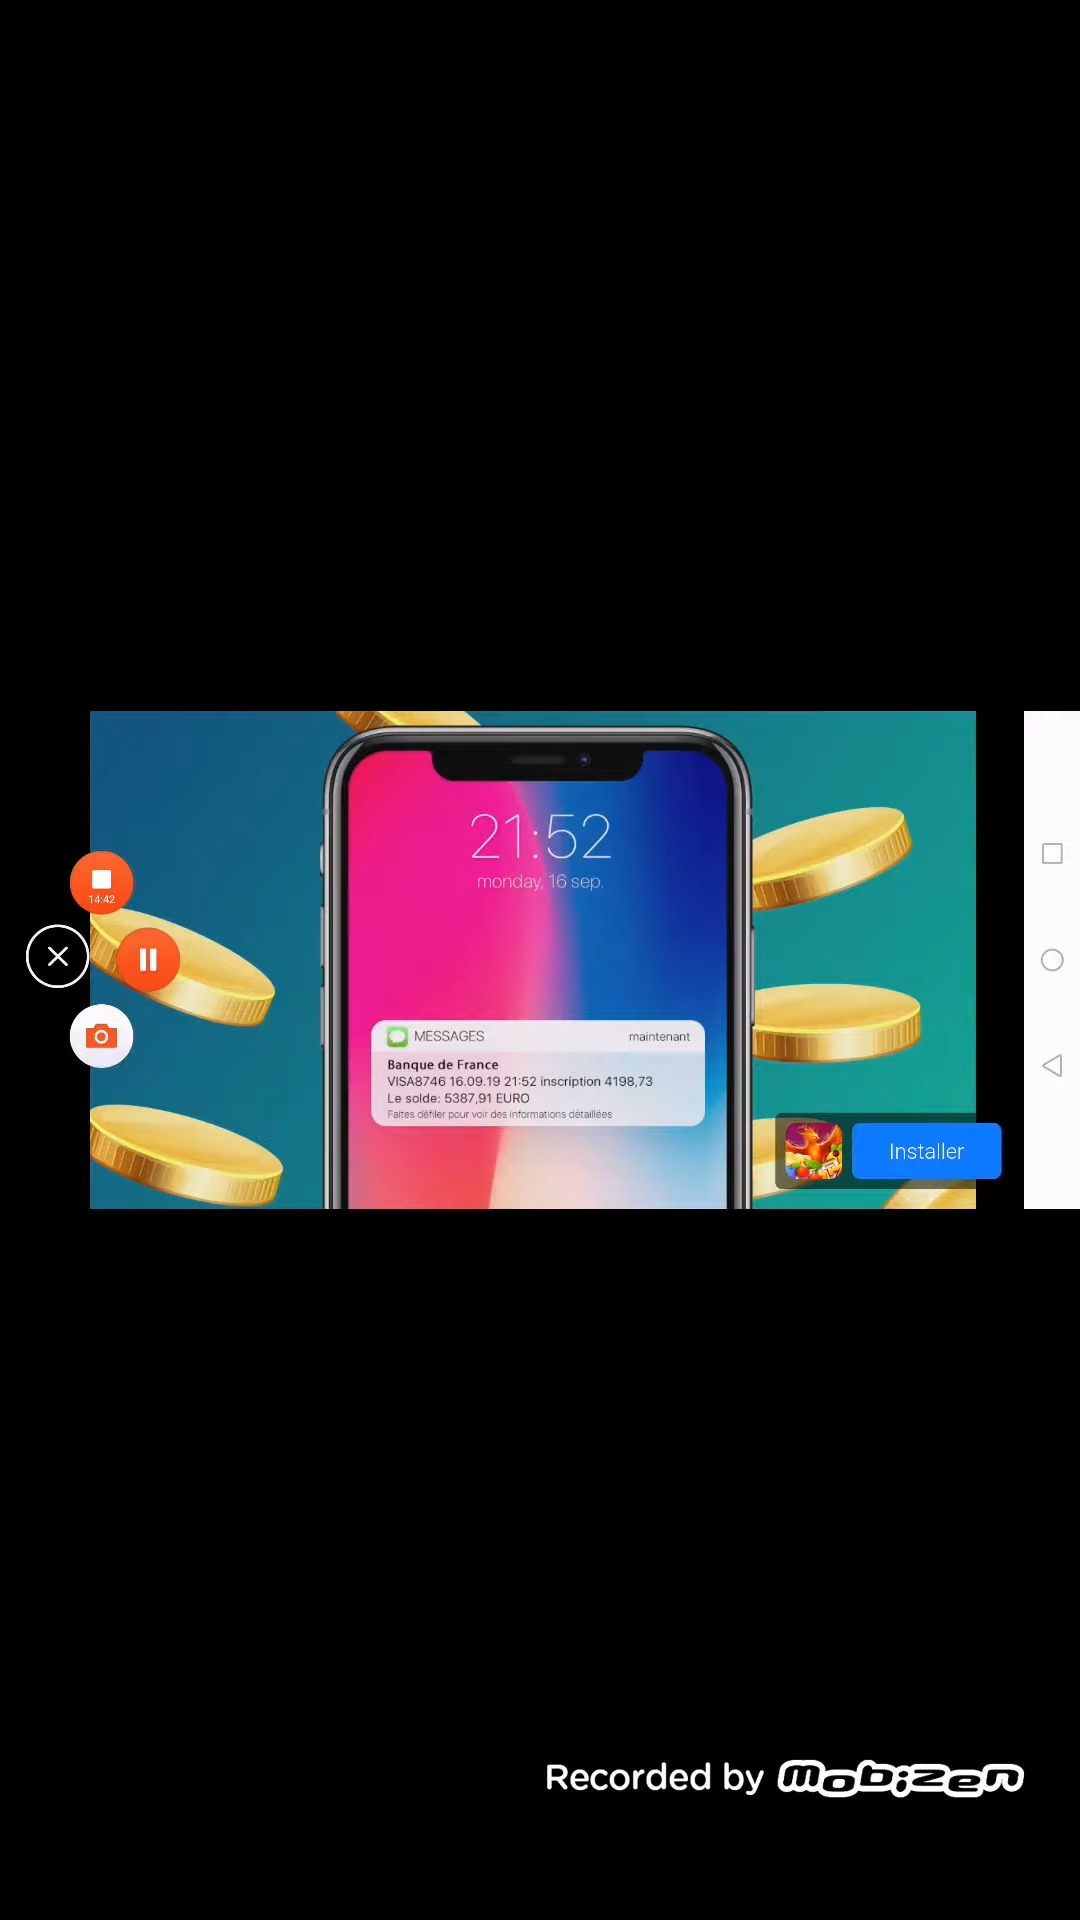 21:52
monday, 16 sep.
14:42
MESSAGES maintenant
Banque de France
VISA8746 16.09.19 21:52 inscription 4198,73
Le solde: 5387,91 EURO
Faites défiler pour voir des informations détaillées
Installer
Recorded by mobizen